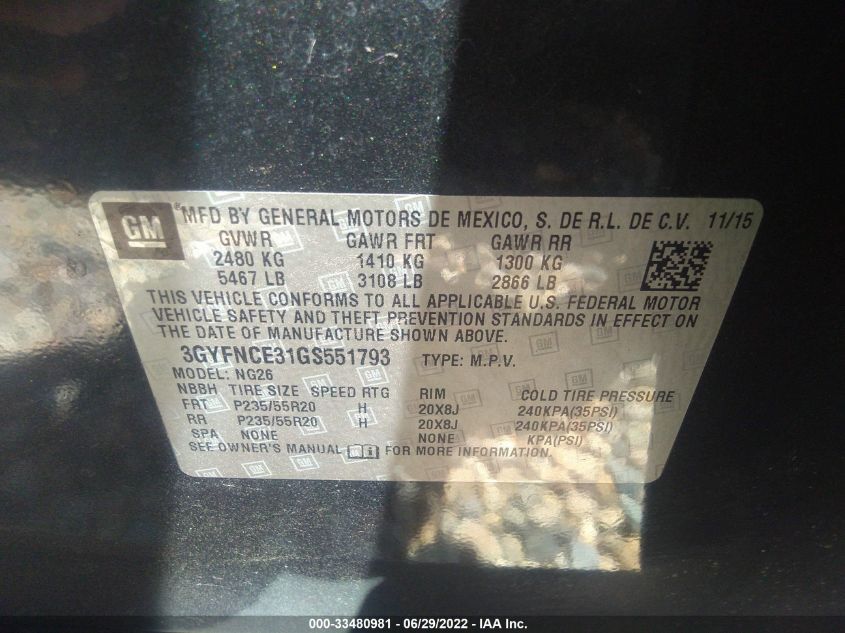 GM ®MFD BY GENERAL MOTORS DE MEXICO, S. DE R.L. DE C.V. 11/15
GVWR GAWR FRT GAWR RR
2480 KG 1410 KG 1300 KG
5467 LB 3108 LB 2866 LB
THIS VEHICLE CONFORMS TO ALL APPLICABLE U.S. FEDERAL MOTOR
VEHICLE SAFETY AND THEFT PREVENTION STANDARDS IN EFFECT ON
THE DATE OF MANUFACTURE SHOWN ABOVE.
3GYFNCE31GS551793 TYPE: M.P.V.
MODEL: NG26
NBBH TIRE SIZE SPEED RTG RIM COLD TIRE PRESSURE
FRT P235/55R20 H 20X8J 240KPA(35PSI)
RR P235/55R20 H 20X8J 240KPA(35PSI)
SPA NONE NONE KPA(PSI)
SEE OWNER'S MANUAL FOR MORE INFORMATION.
000-33480981 - 06/29/2022 - IAA Inc.